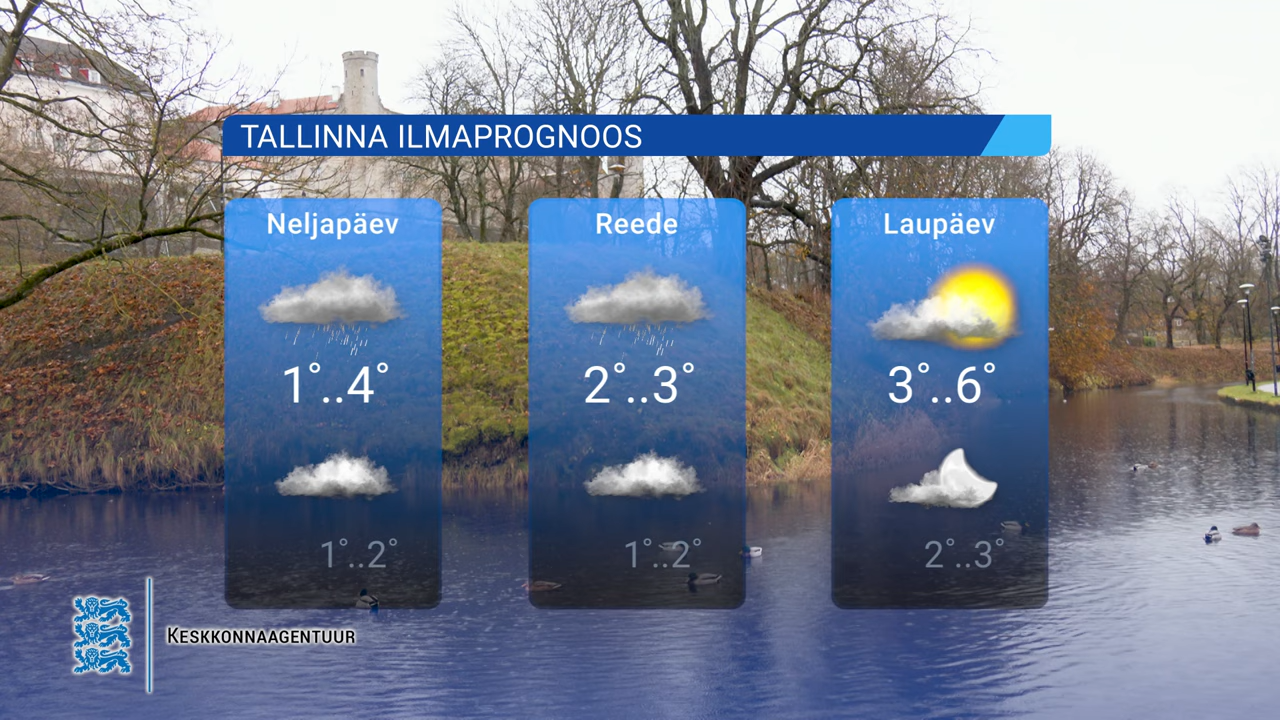 TALLINNA ILMAPROGNOOS
Neljapäev
Reede
Laupäev
1°..4°
2°..3°
3°..6°
1°..2°
1°..2°
2°..3°
KESKKONNAAGENTUUR